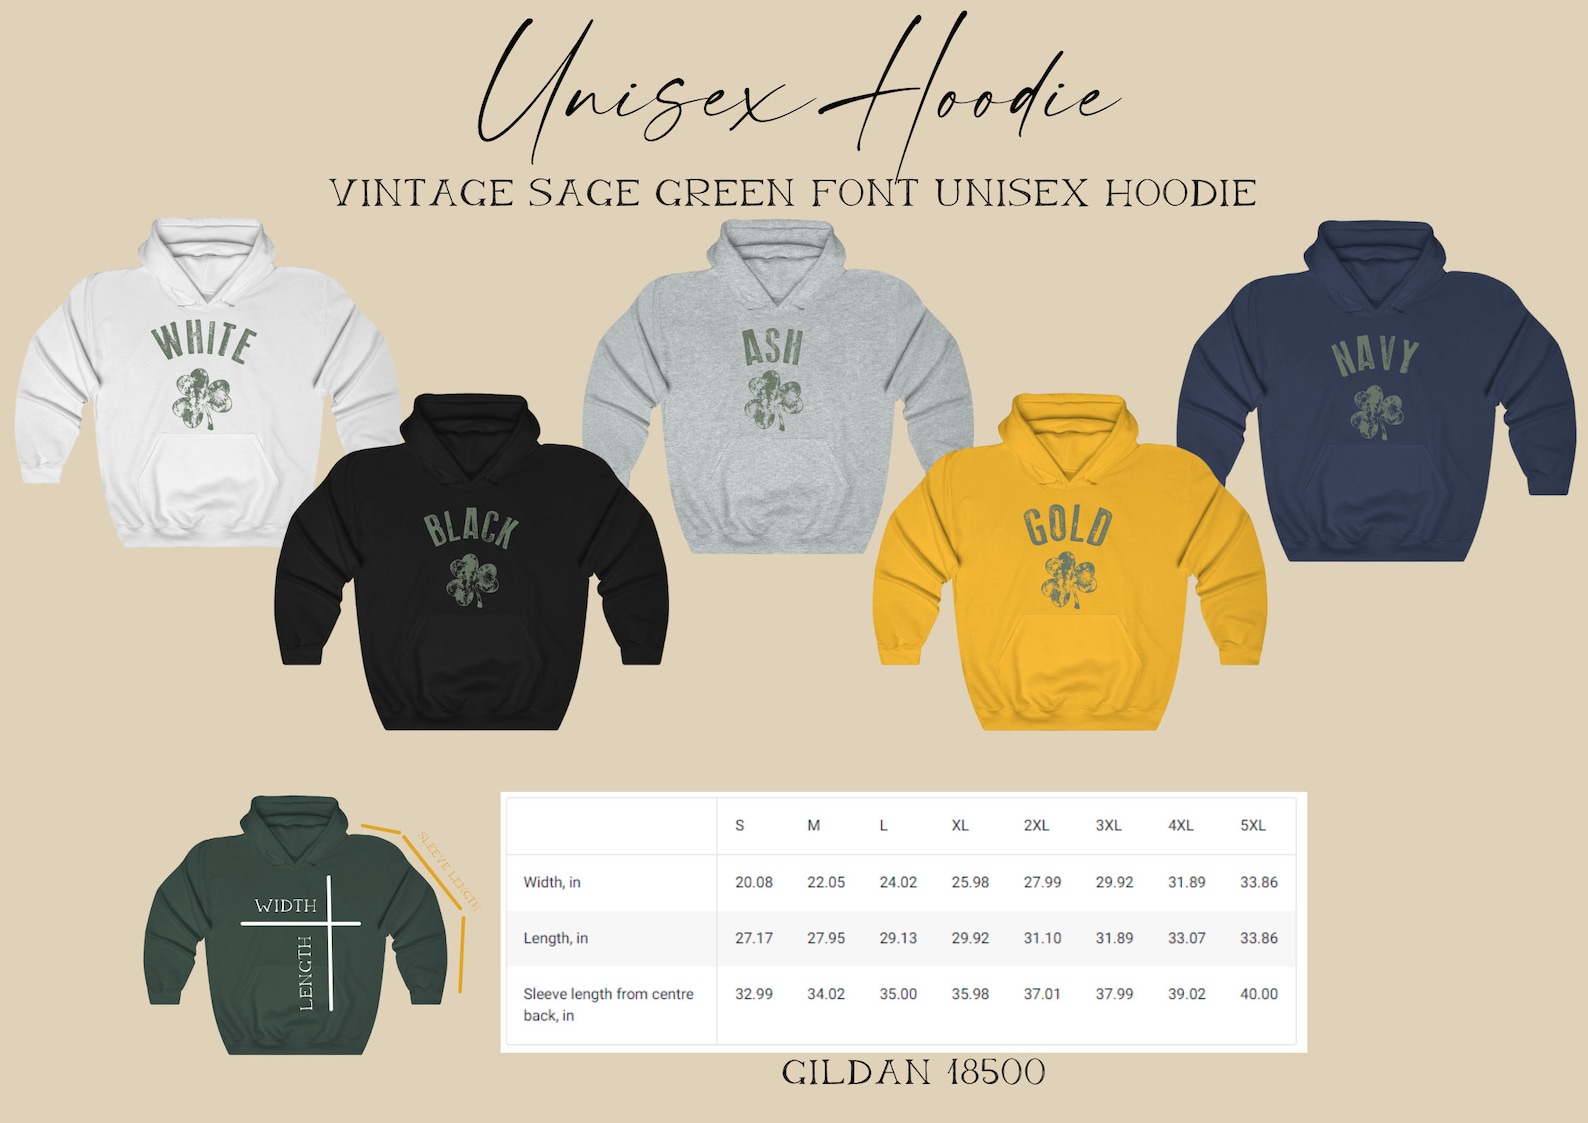 Unisex Hoodie
VINTAGE SAGE GREEN FONT UNISEX HOODIE
WHITE
ASH
NAVY
BLACK
GOLD
SLEEVE LENGTH
WIDTH
LENGTH
S M L XL 2XL 3XL 4XL 5XL
Width, in 20.08 22.05 24.02 25.98 27.99 29.92 31.89 33.86
Length, in 27.17 27.95 29.13 29.92 31.10 31.89 33.07 33.86
Sleeve length from centre 32.99 34.02 35.00 35.98 37.01 37.99 39.02 40.00
back, in
GILDAN 18500